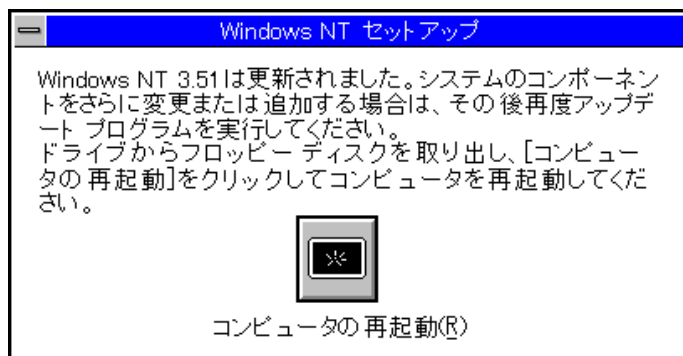 Windows NT セットアップ
Windows NT 3.51は更新されました。システムのコンポーネン
トをさらに変更または追加する場合は、その後再度アップデ
ート プログラムを実行してください。
ドライブからフロッピー ディスクを取り出し、[コンピュー
タの再起動]をクリックしてコンピュータを再起動してくだ
さい。
コンピュータの再起動(R)